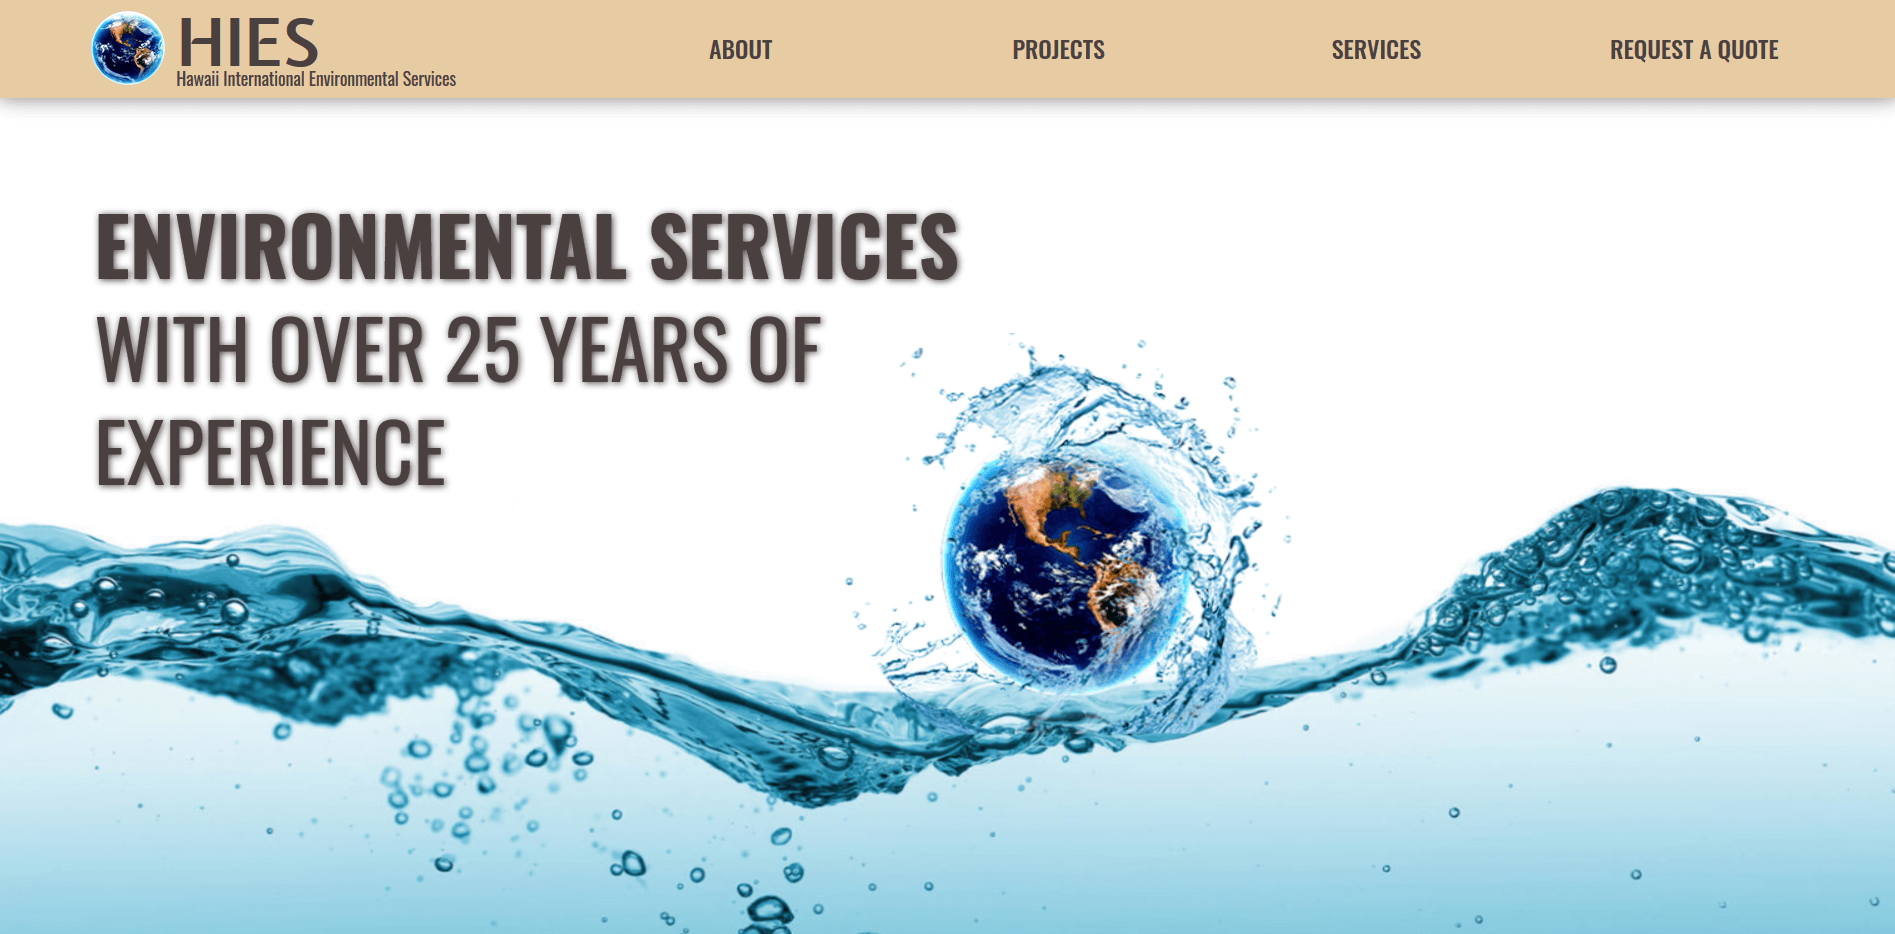 HIES
Hawaii International Environmental Services
ABOUT
PROJECTS
SERVICES
REQUEST A QUOTE
ENVIRONMENTAL SERVICES
WITH OVER 25 YEARS OF
EXPERIENCE